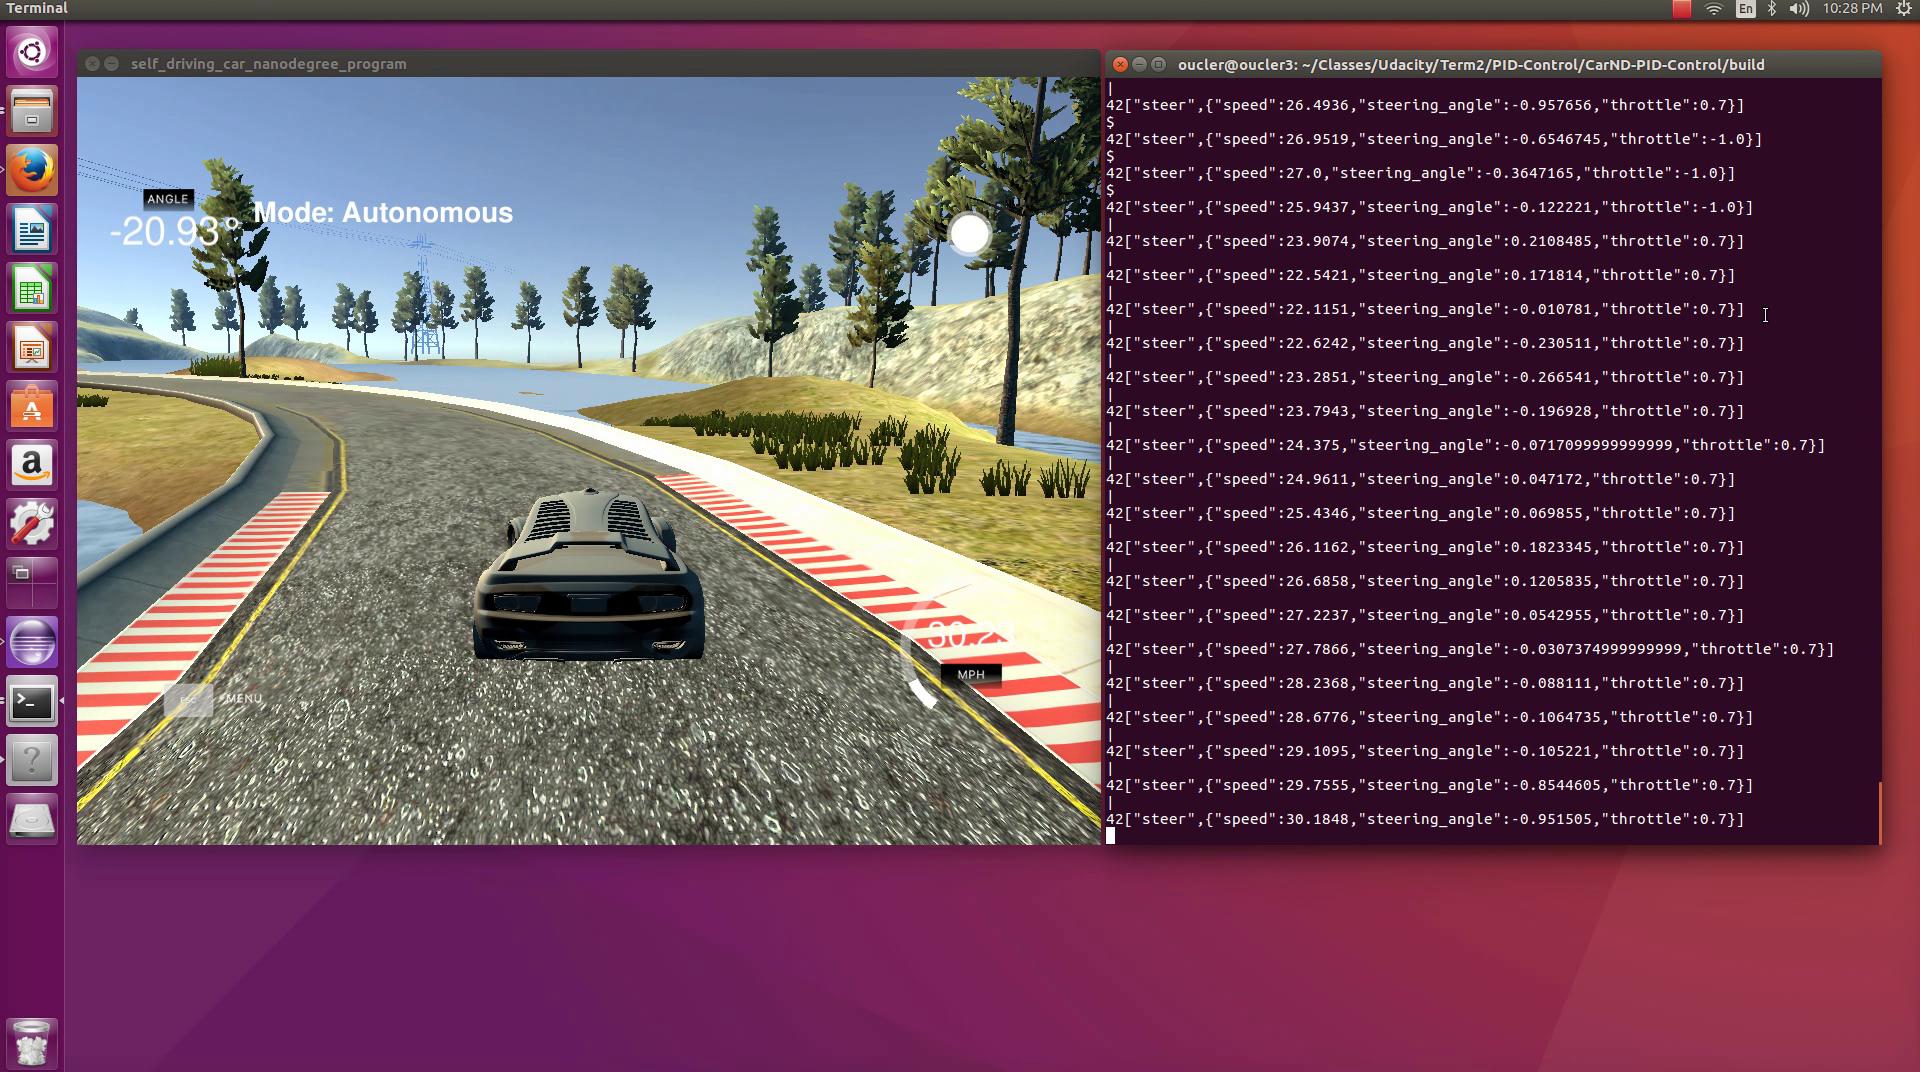 Terminal
En
10:28 PM
self_driving_car_nanodegree_program
ANGLE
-20.93°
Mode: Autonomous
30.23
MPH
ESC
MENU
a
?
oucler@oucler3: ~/Classes/Udacity/Term2/PID-Control/CarND-PID-Control/build
|
42["steer",{"speed":26.4936,"steering_angle":-0.957656,"throttle":0.7}]
$
42["steer",{"speed":26.9519,"steering_angle":-0.6546745,"throttle":-1.0}]
$
42["steer",{"speed":27.0,"steering_angle":-0.3647165,"throttle":-1.0}]
$
42["steer",{"speed":25.9437,"steering_angle":-0.122221,"throttle":-1.0}]
|
42["steer",{"speed":23.9074,"steering_angle":0.2108485,"throttle":0.7}]
|
42["steer",{"speed":22.5421,"steering_angle":0.171814,"throttle":0.7}]
|
42["steer",{"speed":22.1151,"steering_angle":-0.010781,"throttle":0.7}]
|
42["steer",{"speed":22.6242,"steering_angle":-0.230511,"throttle":0.7}]
|
42["steer",{"speed":23.2851,"steering_angle":-0.266541,"throttle":0.7}]
|
42["steer",{"speed":23.7943,"steering_angle":-0.196928,"throttle":0.7}]
|
42["steer",{"speed":24.375,"steering_angle":-0.0717099999999999,"throttle":0.7}]
|
42["steer",{"speed":24.9611,"steering_angle":0.047172,"throttle":0.7}]
|
42["steer",{"speed":25.4346,"steering_angle":0.069855,"throttle":0.7}]
|
42["steer",{"speed":26.1162,"steering_angle":0.1823345,"throttle":0.7}]
|
42["steer",{"speed":26.6858,"steering_angle":0.1205835,"throttle":0.7}]
|
42["steer",{"speed":27.2237,"steering_angle":0.0542955,"throttle":0.7}]
|
42["steer",{"speed":27.7866,"steering_angle":-0.0307374999999999,"throttle":0.7}]
|
42["steer",{"speed":28.2368,"steering_angle":-0.088111,"throttle":0.7}]
|
42["steer",{"speed":28.6776,"steering_angle":-0.1064735,"throttle":0.7}]
|
42["steer",{"speed":29.1095,"steering_angle":-0.105221,"throttle":0.7}]
|
42["steer",{"speed":29.7555,"steering_angle":-0.8544605,"throttle":0.7}]
|
42["steer",{"speed":30.1848,"steering_angle":-0.951505,"throttle":0.7}]